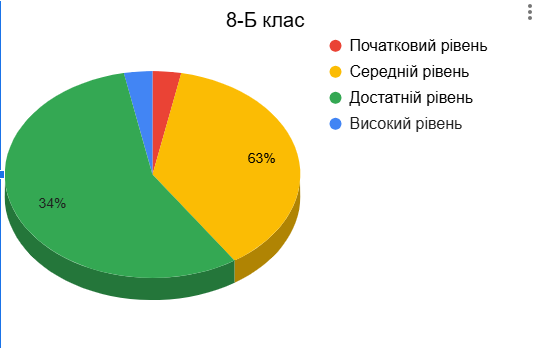 8-Б клас
Початковий рівень
Середній рівень
Достатній рівень
Високий рівень
63%
34%